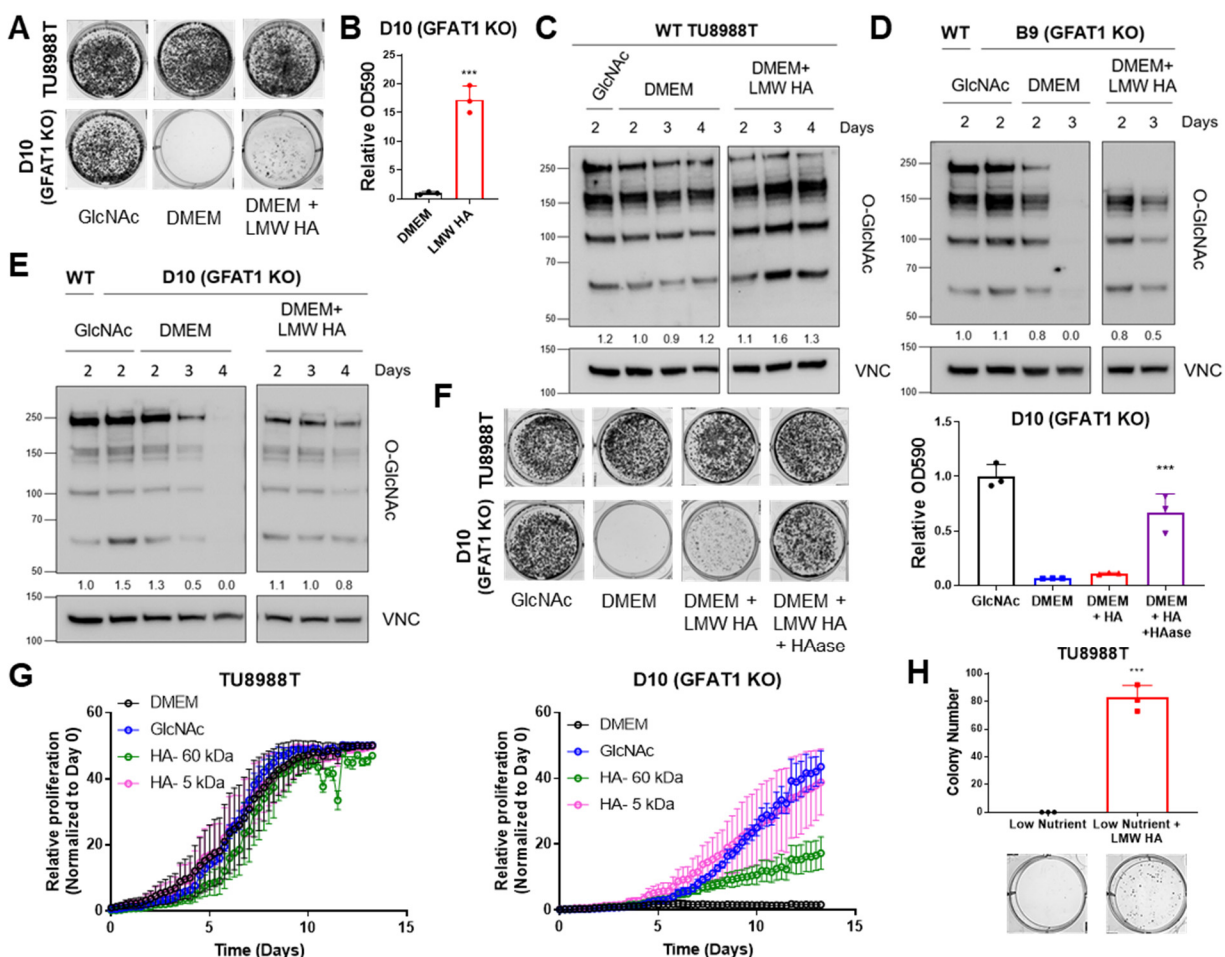 A
TU8988T
D10
(GFAT1 KO)
GlcNAc
DMEM
DMEM +
LMW HA
B
D10 (GFAT1 KO)
Relative OD590
25
20
15
10
5
0
***
DMEM
LMW HA
C
WT TU8988T
GlcNAc
DMEM
DMEM+
LMW HA
2 2 3 4 2 3 4 Days
250
150
100
70
50
O-GlcNAc
1.2 1.0 0.9 1.2 1.1 1.6 1.3
150
100
VNC
D
WT
B9 (GFAT1 KO)
GlcNAc
DMEM
DMEM+
LMW HA
2 2 2 3 2 3 Days
250
150
100
70
50
O-GlcNAc
1.0 1.1 0.8 0.0 0.8 0.5
150
100
VNC
E
WT
D10 (GFAT1 KO)
GlcNAc
DMEM
DMEM+
LMW HA
2 2 2 3 4 2 3 4 Days
250
150
100
70
50
O-GlcNAc
1.0 1.5 1.3 0.5 0.0 1.1 1.0 0.8
150
100
VNC
F
TU8988T
D10
(GFAT1 KO)
GlcNAc
DMEM
DMEM +
LMW HA
DMEM +
LMW HA
+ HAase
D10 (GFAT1 KO)
Relative OD590
1.5
1.0
0.5
0.0
***
GlcNAc
DMEM
DMEM
+ HA
DMEM
+ HA
+HAase
G
TU8988T
DMEM
GlcNAc
HA- 60 kDa
HA- 5 kDa
Relative proliferation
(Normalized to Day 0)
60
40
20
0
0 5 10 15
Time (Days)
D10 (GFAT1 KO)
DMEM
GlcNAc
HA- 60 kDa
HA- 5 kDa
Relative proliferation
(Normalized to Day 0)
60
40
20
0
0 5 10 15
Time (Days)
H
TU8988T
Colony Number
100
80
60
40
20
0
***
Low Nutrient
Low Nutrient +
LMW HA